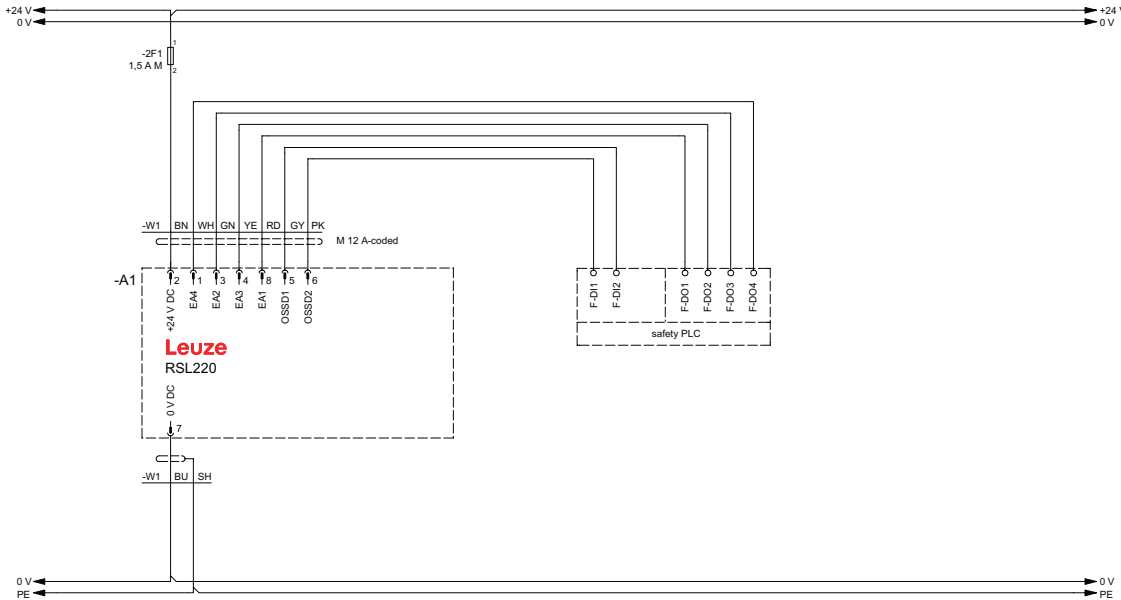 +24 V
+24 V
0 V
0 V
-2F1
1
1,5 A M
2
-W1 BN WH GN YE RD GY PK
M 12 A-coded
-A1
2 1 3 4 8 5 6
+24 V DC
EA4
EA2
EA3
EA1
OSSD1
OSSD2
F-DI1
F-DI2
F-DO1
F-DO2
F-DO3
F-DO4
safety PLC
Leuze
RSL220
0 V DC
7
-W1 BU SH
0 V
0 V
PE
PE